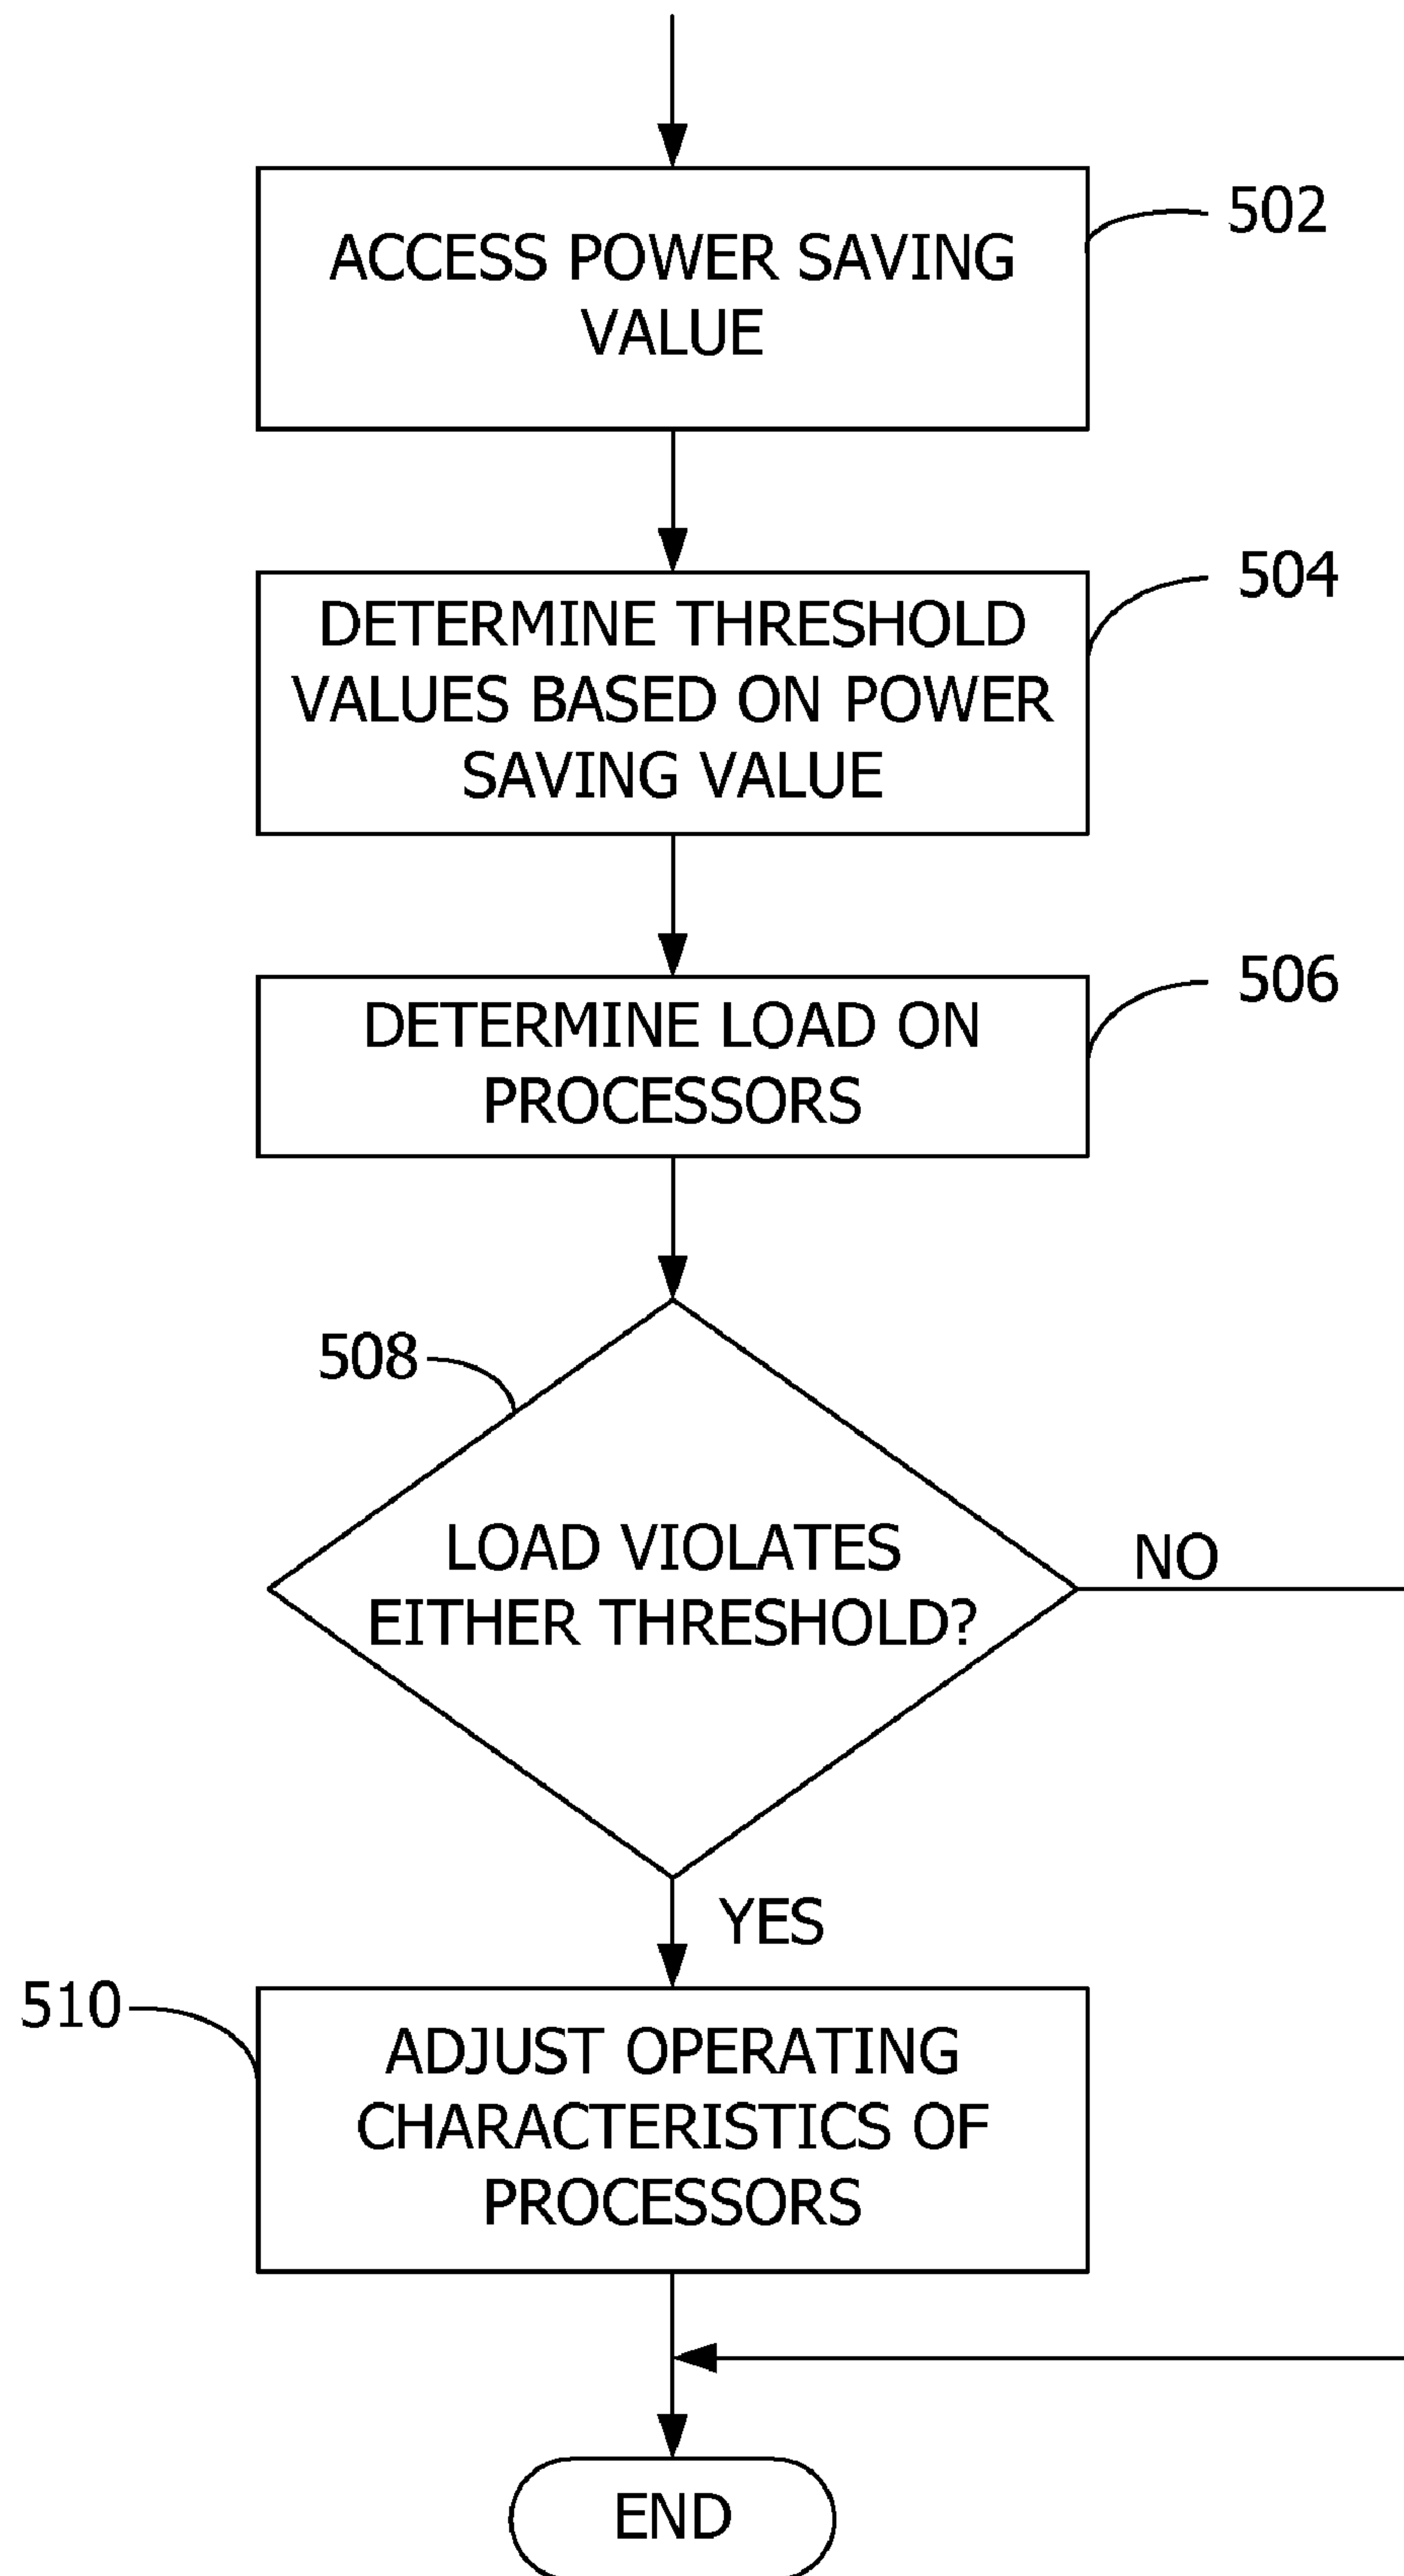 502
ACCESS POWER SAVING
VALUE
504
DETERMINE THRESHOLD
VALUES BASED ON POWER
SAVING VALUE
506
DETERMINE LOAD ON
PROCESSORS
508
LOAD VIOLATES
EITHER THRESHOLD?
NO
YES
510
ADJUST OPERATING
CHARACTERISTICS OF
PROCESSORS
END